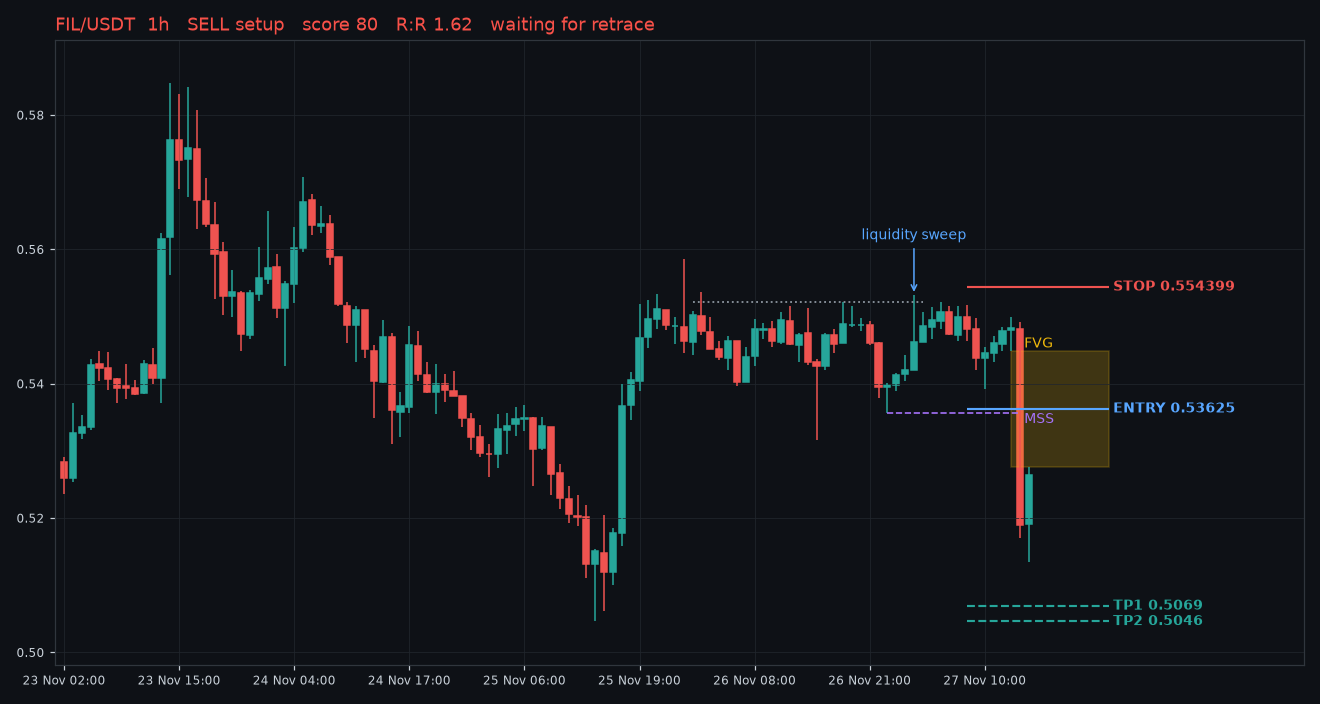 FIL/USDT 1h SELL setup score 80 R:R 1.62 waiting for retrace
0.58
0.56
0.54
0.52
0.50
liquidity sweep
STOP 0.554399
FVG
ENTRY 0.53625
MSS
TP1 0.5069
TP2 0.5046
23 Nov 02:00
23 Nov 15:00
24 Nov 04:00
24 Nov 17:00
25 Nov 06:00
25 Nov 19:00
26 Nov 08:00
26 Nov 21:00
27 Nov 10:00